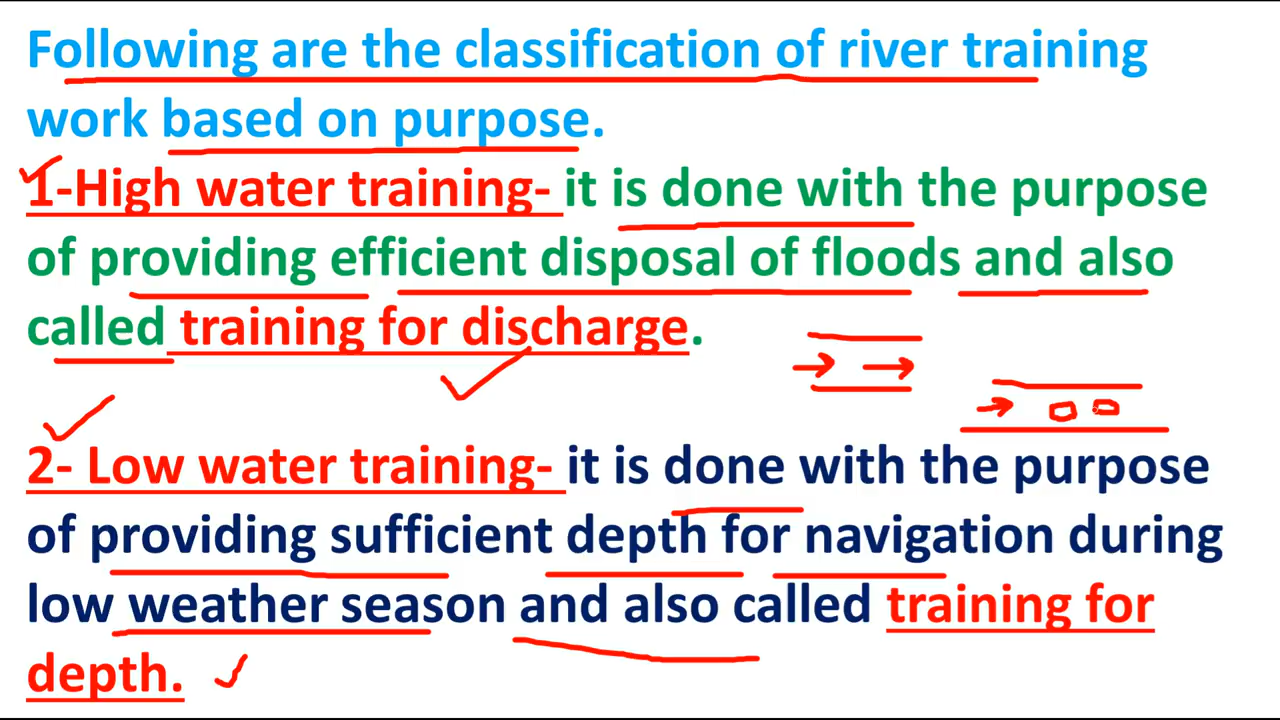 Following are the classification of river training
work based on purpose.
1-High water training- it is done with the purpose
of providing efficient disposal of floods and also
called training for discharge.
2- Low water training- it is done with the purpose
of providing sufficient depth for navigation during
low weather season and also called training for
depth.